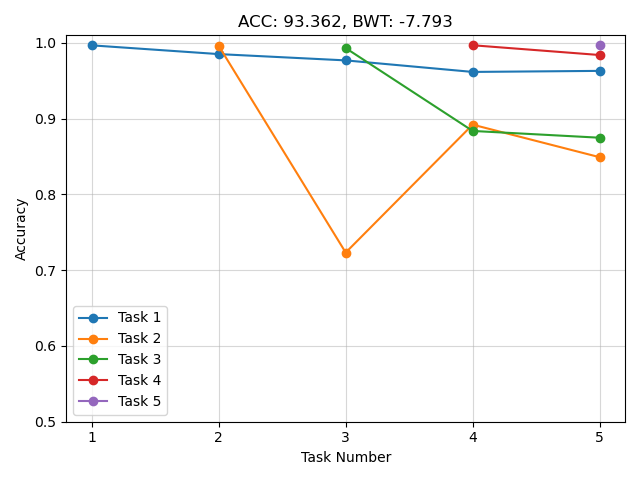 ACC: 93.362, BWT: -7.793
1.0
0.9
0.8
0.7
0.6
0.5
Accuracy
Task 1
Task 2
Task 3
Task 4
Task 5
1 2 3 4 5
Task Number